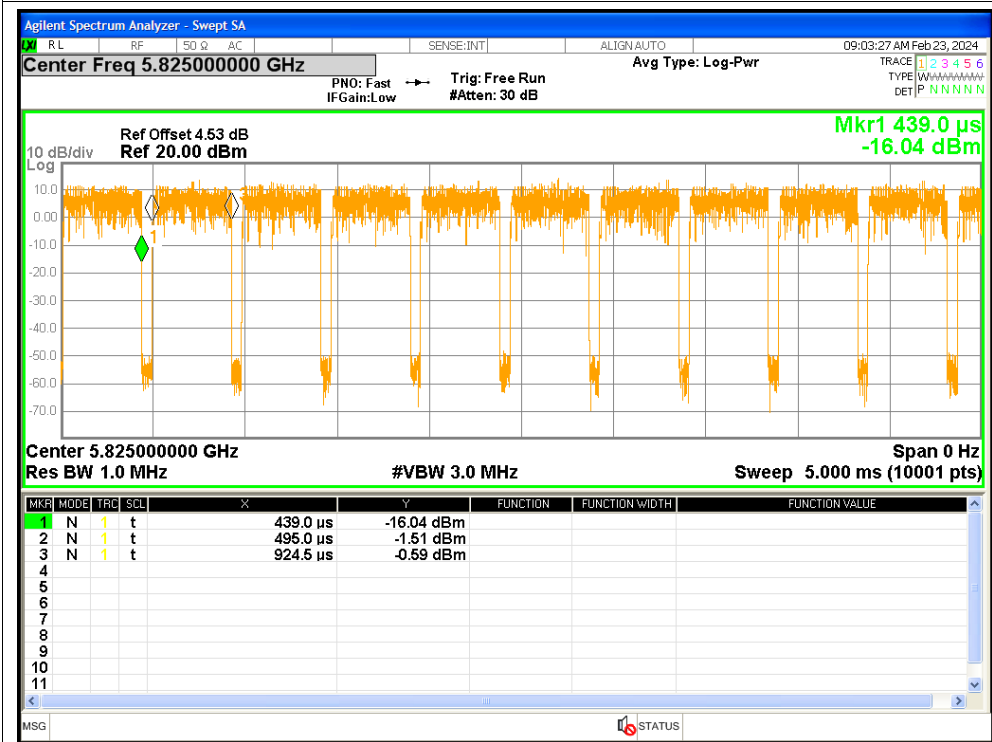 Agilent Spectrum Analyzer - Swept SA
LXI RL RF 50 Ω AC SENSE:INT ALIGN AUTO 09:03:27 AM Feb 23, 2024
Center Freq 5.825000000 GHz
PNO: Fast
IFGain:Low
Trig: Free Run
#Atten: 30 dB
Avg Type: Log-Pwr
TRACE 1 2 3 4 5 6
TYPE W
DET P N N N N N
Mkr1 439.0 µs
-16.04 dBm
Ref Offset 4.53 dB
10 dB/div Ref 20.00 dBm
Log
10.0
0.00
-10.0
-20.0
-30.0
-40.0
-50.0
-60.0
-70.0
1
Center 5.825000000 GHz Span 0 Hz
Res BW 1.0 MHz #VBW 3.0 MHz Sweep 5.000 ms (10001 pts)
MKR MODE TRC SCL X Y FUNCTION FUNCTION WIDTH FUNCTION VALUE
1 N 1 t 439.0 µs -16.04 dBm
2 N 1 t 495.0 µs -1.51 dBm
3 N 1 t 924.5 µs -0.59 dBm
4
5
6
7
8
9
10
11
MSG STATUS